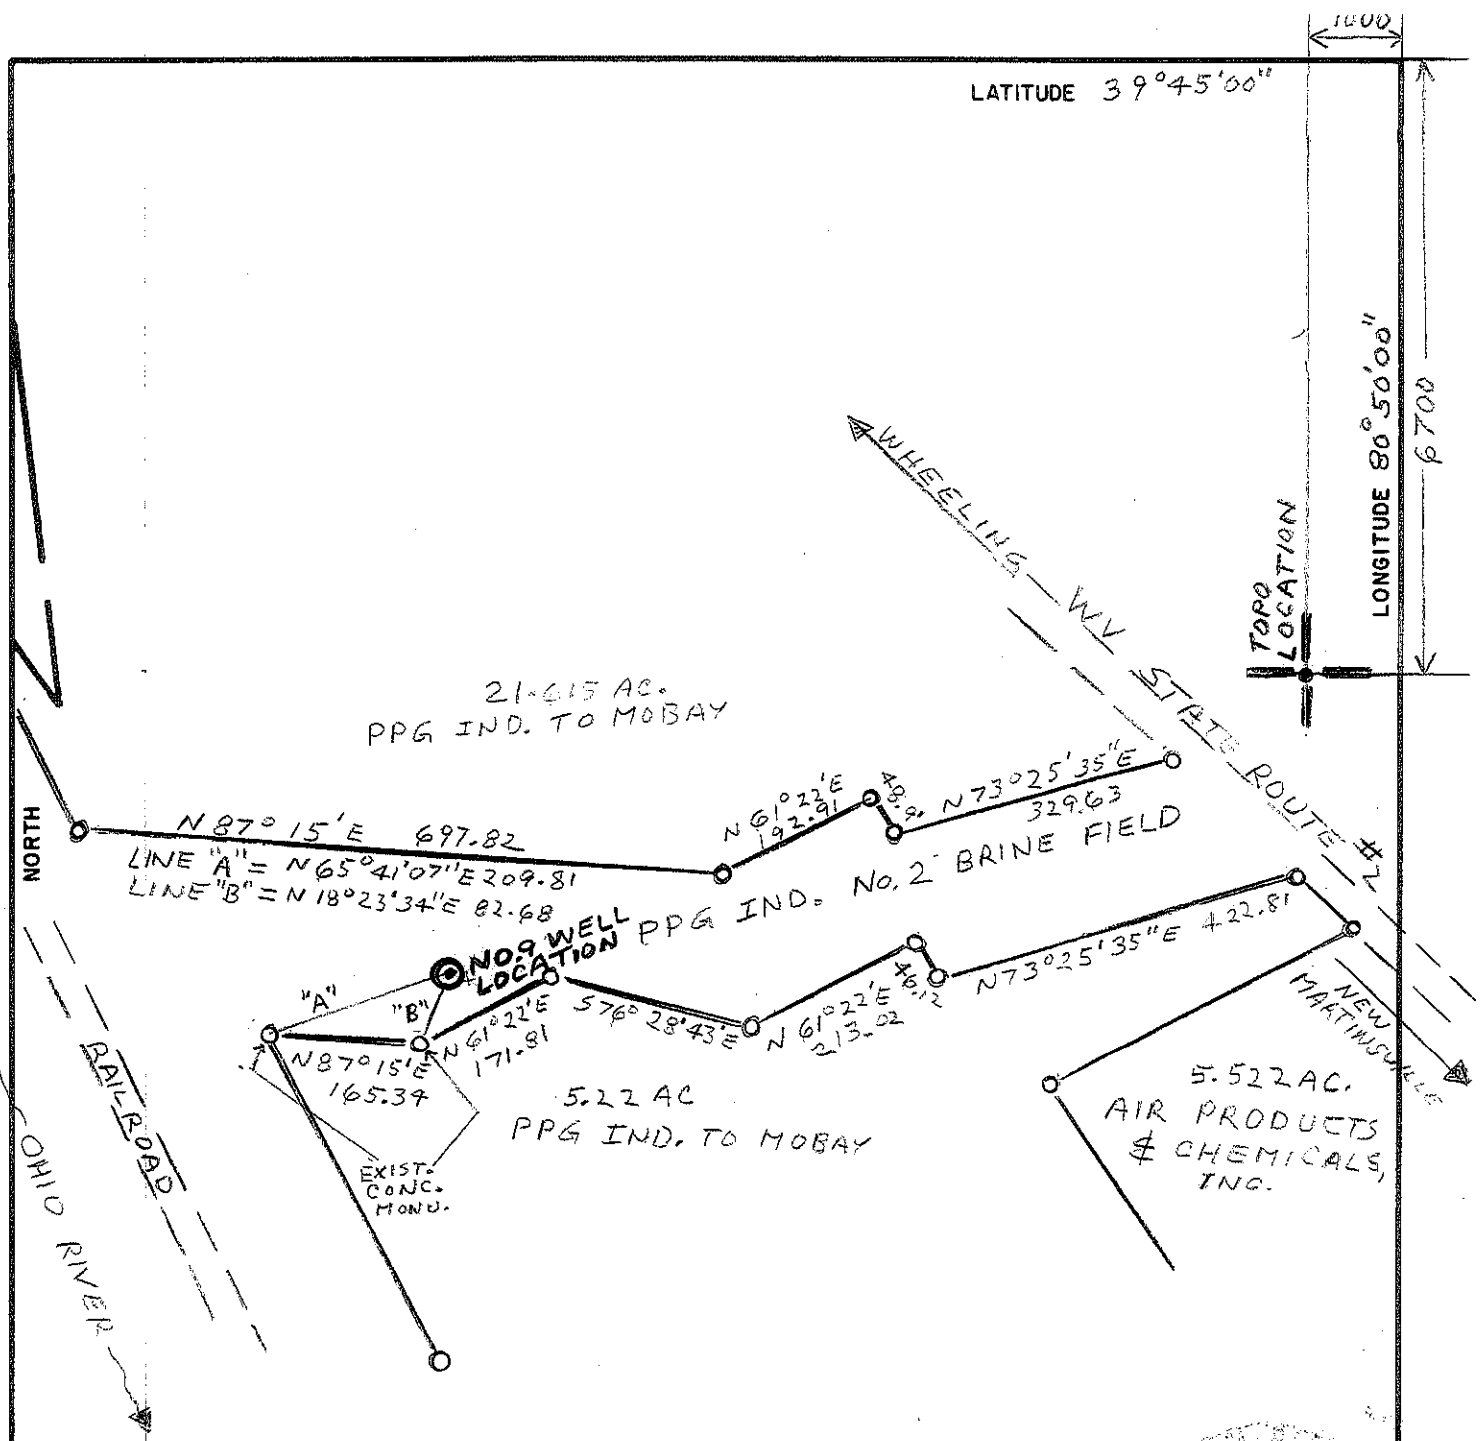 1000
LATITUDE 39°45'00"
LONGITUDE 80°50'00"
6700
WHEELING
WV STATE ROUTE #2
TOPO
LOCATION
21.615 AC.
PPG IND. TO MOBAY
NORTH
N 87° 15' E 697.82
LINE "A" = N 65°41'07" E 209.81
LINE "B" = N 18°23'34" E 82.68
N 61°22'E
192.91
N 73°25'35"E
329.63
PPG IND. No. 2 BRINE FIELD
NO.9 WELL
LOCATION
"A"
"B"
N 87°15'E
165.34
N 61°22'E
171.81
S76°28'43"E
N 61°22'E
213.02
46.12
N73°25'35"E 422.81
NEW
MARTINSVILLE
5.22 AC
PPG IND. TO MOBAY
5.522 AC.
AIR PRODUCTS
& CHEMICALS,
INC.
EXIST.
CONC.
MONU.
RAILROAD
OHIO RIVER